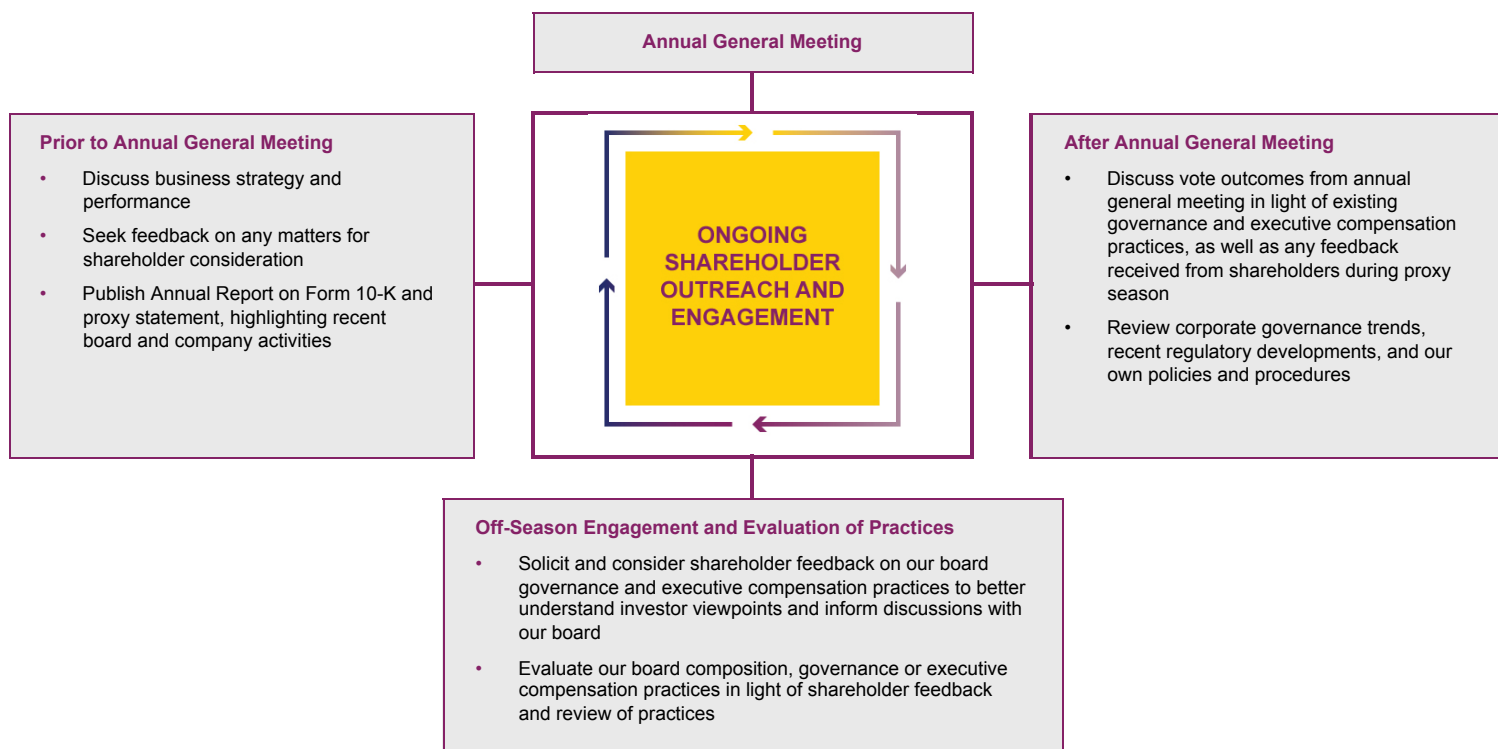 Annual General Meeting
Prior to Annual General Meeting
• Discuss business strategy and
performance
• Seek feedback on any matters for
shareholder consideration
• Publish Annual Report on Form 10-K and
proxy statement, highlighting recent
board and company activities
ONGOING
SHAREHOLDER
OUTREACH AND
ENGAGEMENT
After Annual General Meeting
• Discuss vote outcomes from annual
general meeting in light of existing
governance and executive compensation
practices, as well as any feedback
received from shareholders during proxy
season
• Review corporate governance trends,
recent regulatory developments, and our
own policies and procedures
Off-Season Engagement and Evaluation of Practices
• Solicit and consider shareholder feedback on our board
governance and executive compensation practices to better
understand investor viewpoints and inform discussions with
our board
• Evaluate our board composition, governance or executive
compensation practices in light of shareholder feedback
and review of practices